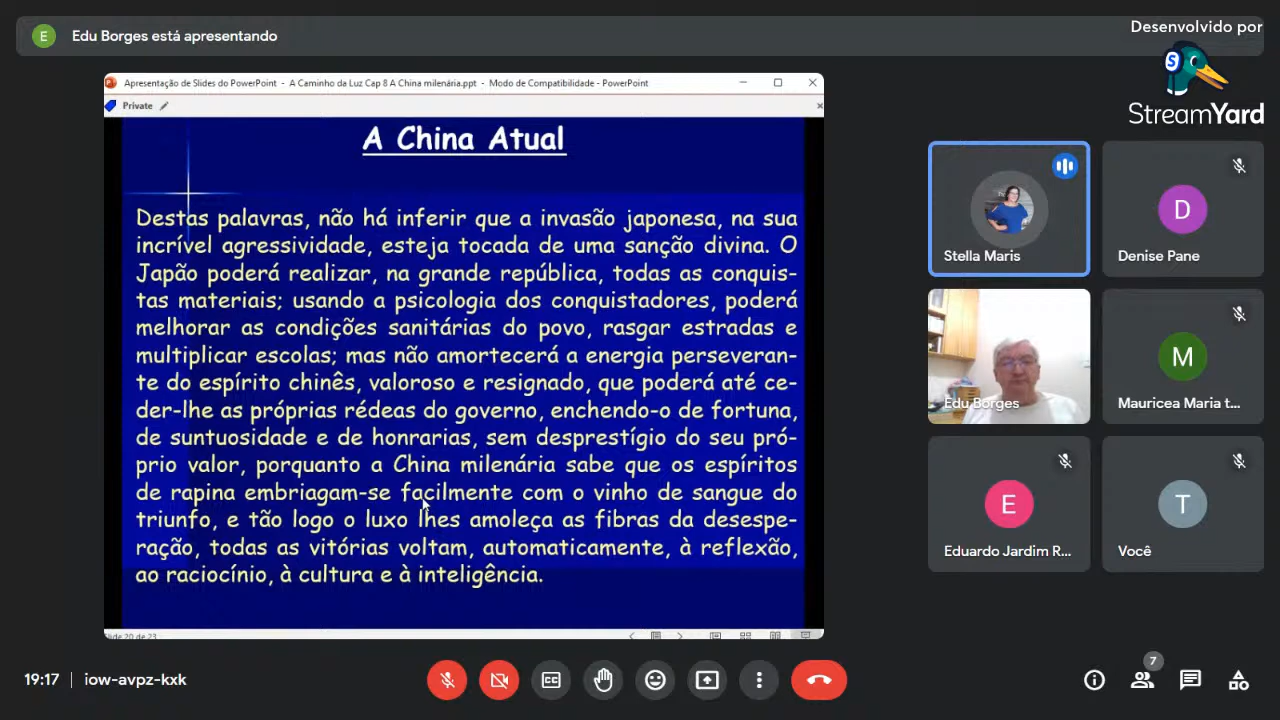 E
Edu Borges está apresentando
Desenvolvido por
S
StreamYard
Apresentação de Slides do PowerPoint - A Caminho da Luz Cap 8 A China milenária.ppt - Modo de Compatibilidade - PowerPoint
Private
A China Atual
Destas palavras, não há inferir que a invasão japonesa, na sua
incrível agressividade, esteja tocada de uma sanção divina. O
Japão poderá realizar, na grande república, todas as conquis-
tas materiais; usando a psicologia dos conquistadores, poderá
melhorar as condições sanitárias do povo, rasgar estradas e
multiplicar escolas; mas não amortecerá a energia perseveran-
te do espírito chinês, valoroso e resignado, que poderá até ce-
der-lhe as próprias rédeas do governo, enchendo-o de fortuna,
de suntuosidade e de honrarias, sem desprestígio do seu pró-
prio valor, porquanto a China milenária sabe que os espíritos
de rapina embriagam-se facilmente com o vinho de sangue do
triunfo, e tão logo o luxo lhes amoleça as fibras da desespe-
ração, todas as vitórias voltam, automaticamente, à reflexão,
ao raciocínio, à cultura e à inteligência.
Slide 20 de 23
Stella Maris
D
Denise Pane
Edu Borges
M
Mauricea Maria t...
E
Eduardo Jardim R...
T
Você
19:17 | iow-avpz-kxk
CC
7